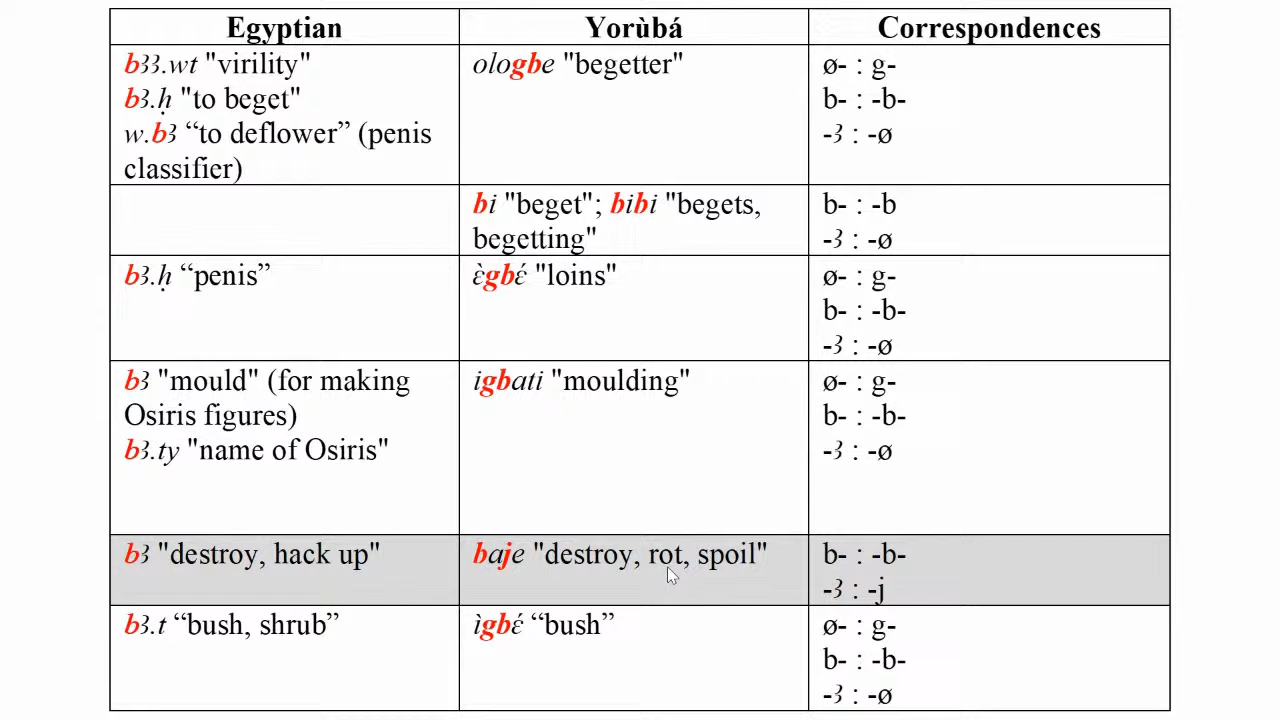 Egyptian Yorùbá Correspondences
bꜣꜣ.wt "virility" ologbe "begetter" ø- : g-
bꜣ.ḥ "to beget" b- : -b-
w.bꜣ “to deflower” (penis -ꜣ : -ø
classifier)
bi "beget"; bibi "begets, b- : -b
begetting" -ꜣ : -ø
bꜣ.ḥ “penis” ɛ̀gbɛ́ "loins" ø- : g-
b- : -b-
-ꜣ : -ø
bꜣ "mould" (for making igbati "moulding" ø- : g-
Osiris figures) b- : -b-
bꜣ.ty "name of Osiris" -ꜣ : -ø
bꜣ "destroy, hack up" baje "destroy, rot, spoil" b- : -b-
-ꜣ : -j
bꜣ.t “bush, shrub” ìgbɛ́ “bush” ø- : g-
b- : -b-
-ꜣ : -ø